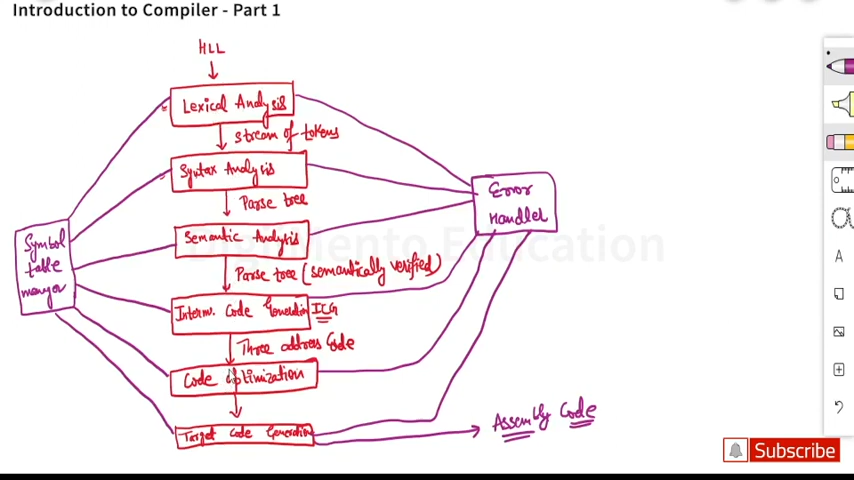 Introduction to Compiler - Part 1
HLL
Lexical Analysis
stream of tokens
Syntax Analysis
Parse tree
Error
Handler
Symbol
table
manger
Semantic Analysis
Parse tree (semantically verified)
Interm. Code Generation ICG
Three address Code
Code optimization
Target Code Generation
Assembly Code
Education
Subscribe